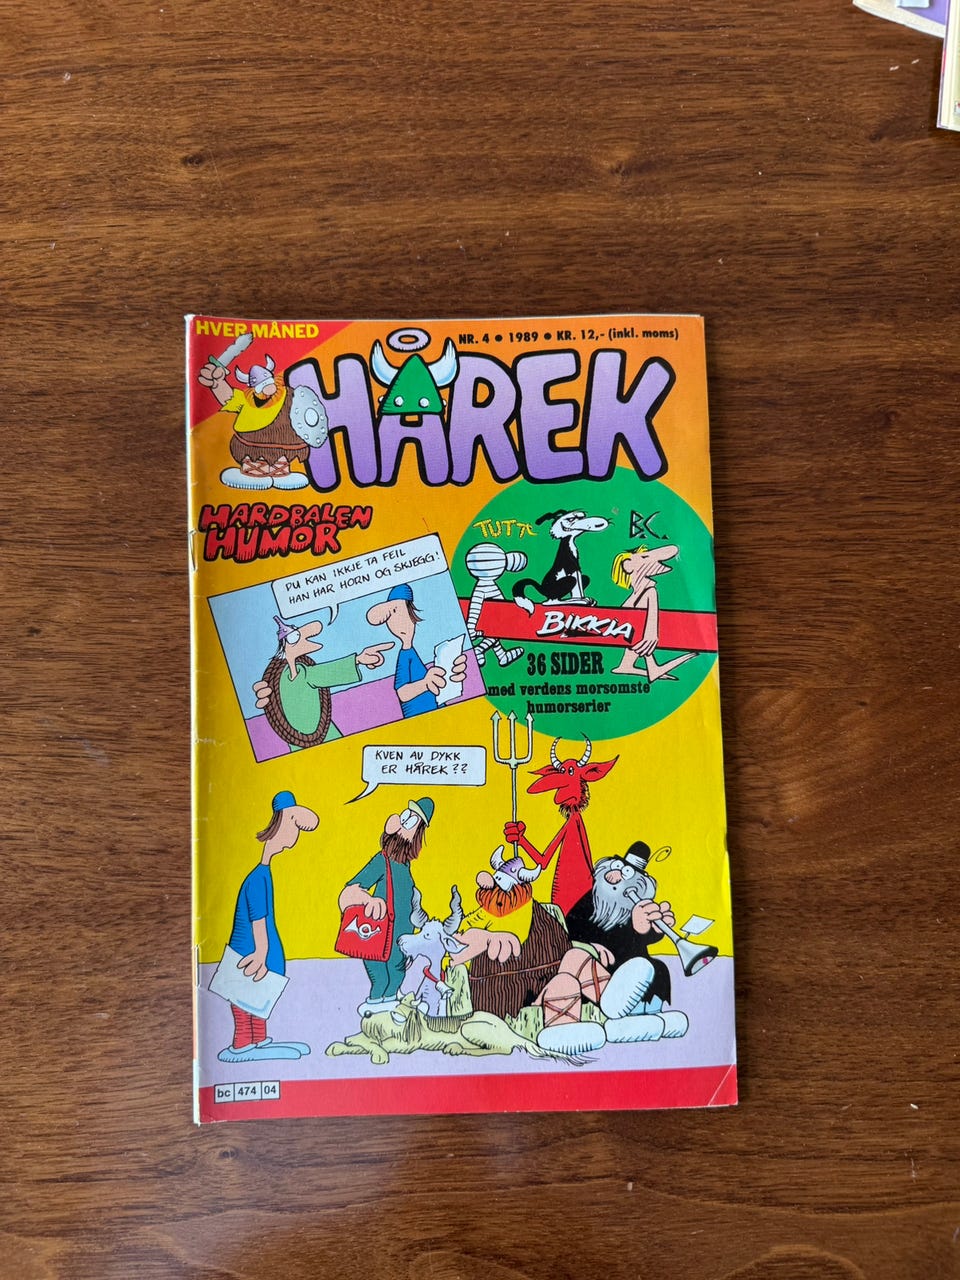 HVER MÅNED
NR. 4 • 1989 • KR. 12,- (inkl. moms)
HÅREK
HARDBALEN
HUMOR
DU KAN IKKJE TA FEIL
HAN HAR HORN OG SKJEGG!
B.C.
BIKKJA
36 SIDER
med verdens morsomste
humorserier
KVEN AV DYKK
ER HÅREK??
bc 474 04